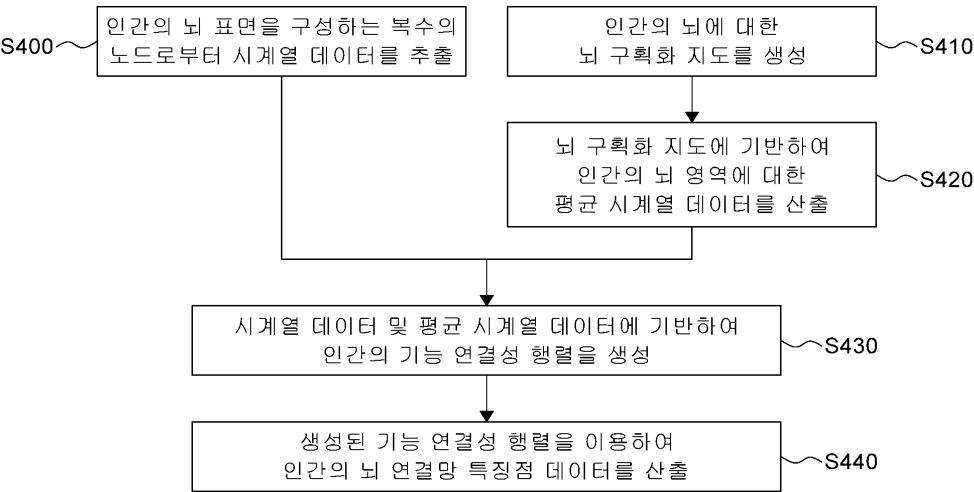 S400
인간의 뇌 표면을 구성하는 복수의
노드로부터 시계열 데이터를 추출
인간의 뇌에 대한
뇌 구획화 지도를 생성
S410
뇌 구획화 지도에 기반하여
인간의 뇌 영역에 대한
평균 시계열 데이터를 산출
S420
시계열 데이터 및 평균 시계열 데이터에 기반하여
인간의 기능 연결성 행렬을 생성
S430
생성된 기능 연결성 행렬을 이용하여
인간의 뇌 연결망 특징점 데이터를 산출
S440